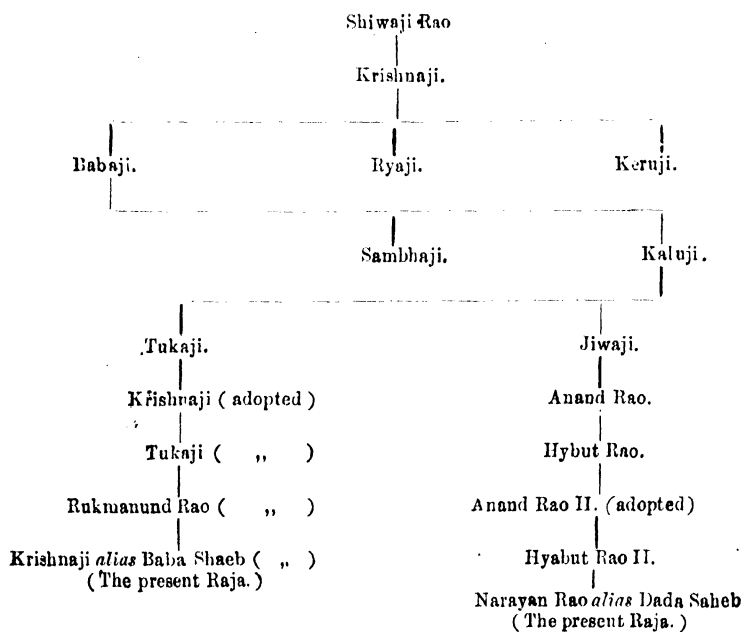 Shiwaji Rao
Krishnaji.
Babaji. Ryaji. Keruji.
Sambhaji. Kaluji.
Tukaji. Jiwaji.
Krishnaji ( adopted ) Anand Rao.
Tukaji ( „ ) Hybut Rao.
Rukmanund Rao ( „ ) Anand Rao II. (adopted)
Krishnaji alias Baba Shaeb ( „ ) Hyabut Rao II.
(The present Raja.) Narayan Rao alias Dada Saheb
(The present Raja.)